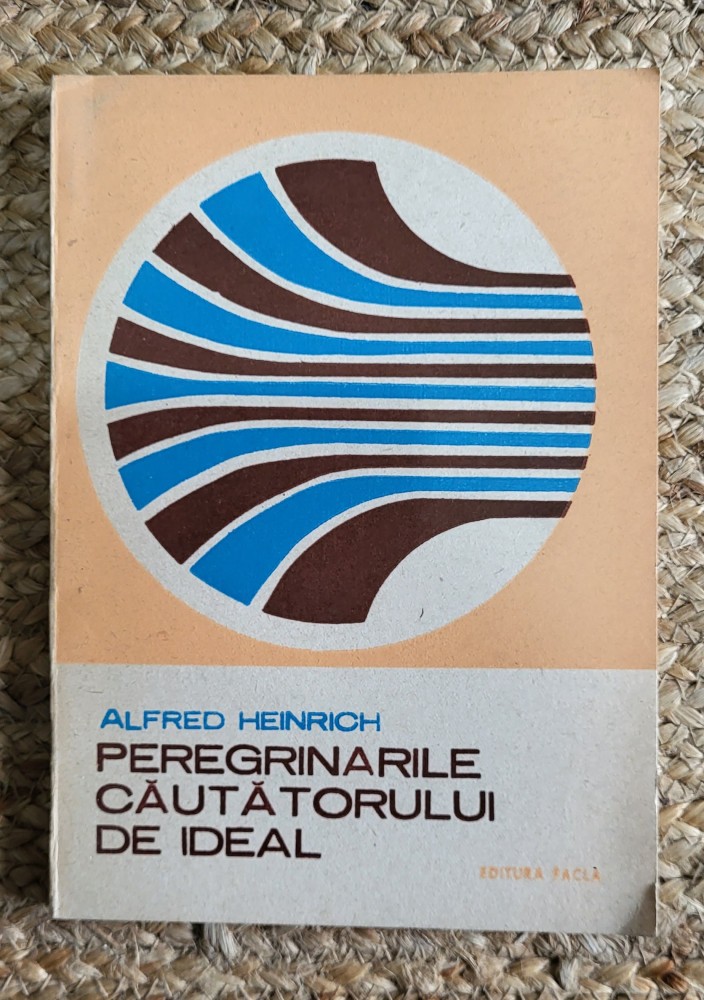 ALFRED HEINRICH
PEREGRINARILE
CĂUTĂTORULUI
DE IDEAL
EDITURA FACLA